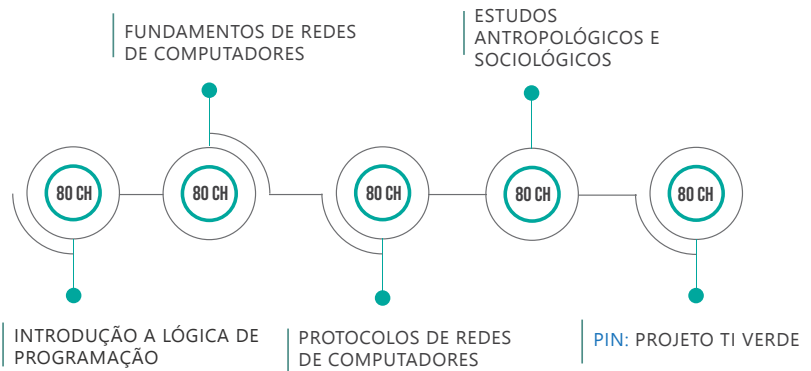 FUNDAMENTOS DE REDES
DE COMPUTADORES
ESTUDOS
ANTROPOLÓGICOS E
SOCIOLÓGICOS
80 CH
80 CH
80 CH
80 CH
80 CH
INTRODUÇÃO A LÓGICA DE
PROGRAMAÇÃO
PROTOCOLOS DE REDES
DE COMPUTADORES
PIN: PROJETO TI VERDE